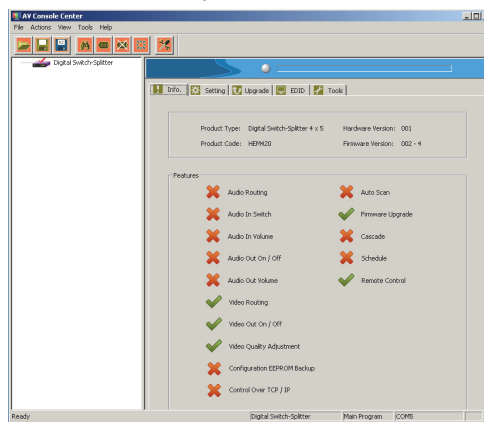 AV Console Center
File Actions View Tools Help
Digital Switch-Splitter
Info. Setting Upgrade EDID Tools
Product Type: Digital Switch-Splitter 4 x 5 Hardware Version: 001
Product Code: HEM420 Firmware Version: 002 - 4
Features
Audio Routing Auto Scan
Audio In Switch Firmware Upgrade
Audio In Volume Cascade
Audio Out On / Off Schedule
Audio Out Volume Remote Control
Video Routing
Video Out On / Off
Video Quality Adjustment
Configuration EEPROM Backup
Control Over TCP / IP
Ready Digital Switch-Splitter Main Program COM5